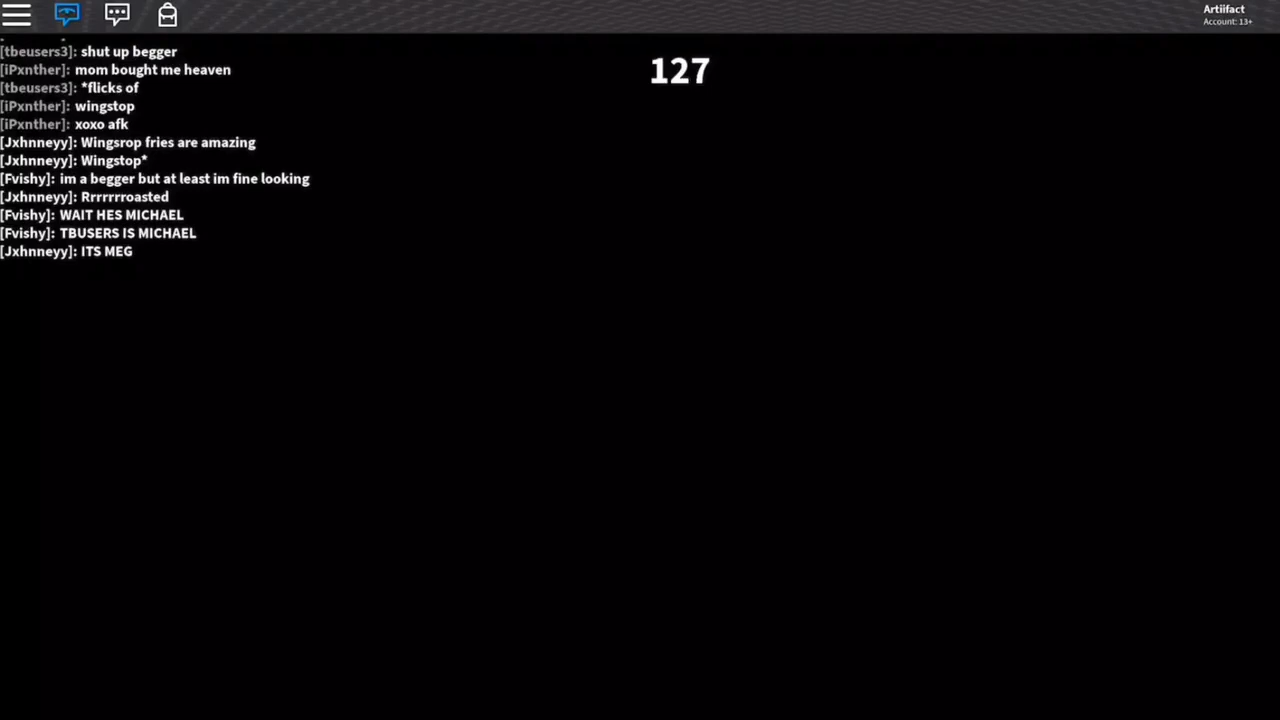 Artiifact
Account: 13+
[tbeusers3]: shut up begger
127
[iPxnther]: mom bought me heaven
[tbeusers3]: *flicks of
[iPxnther]: wingstop
[iPxnther]: xoxo afk
[Jxhnneyy]: Wingsrop fries are amazing
[Jxhnneyy]: Wingstop*
[Fvishy]: im a begger but at least im fine looking
[Jxhnneyy]: Rrrrrrroasted
[Fvishy]: WAIT HES MICHAEL
[Fvishy]: TBUSERS IS MICHAEL
[Jxhnneyy]: ITS MEG